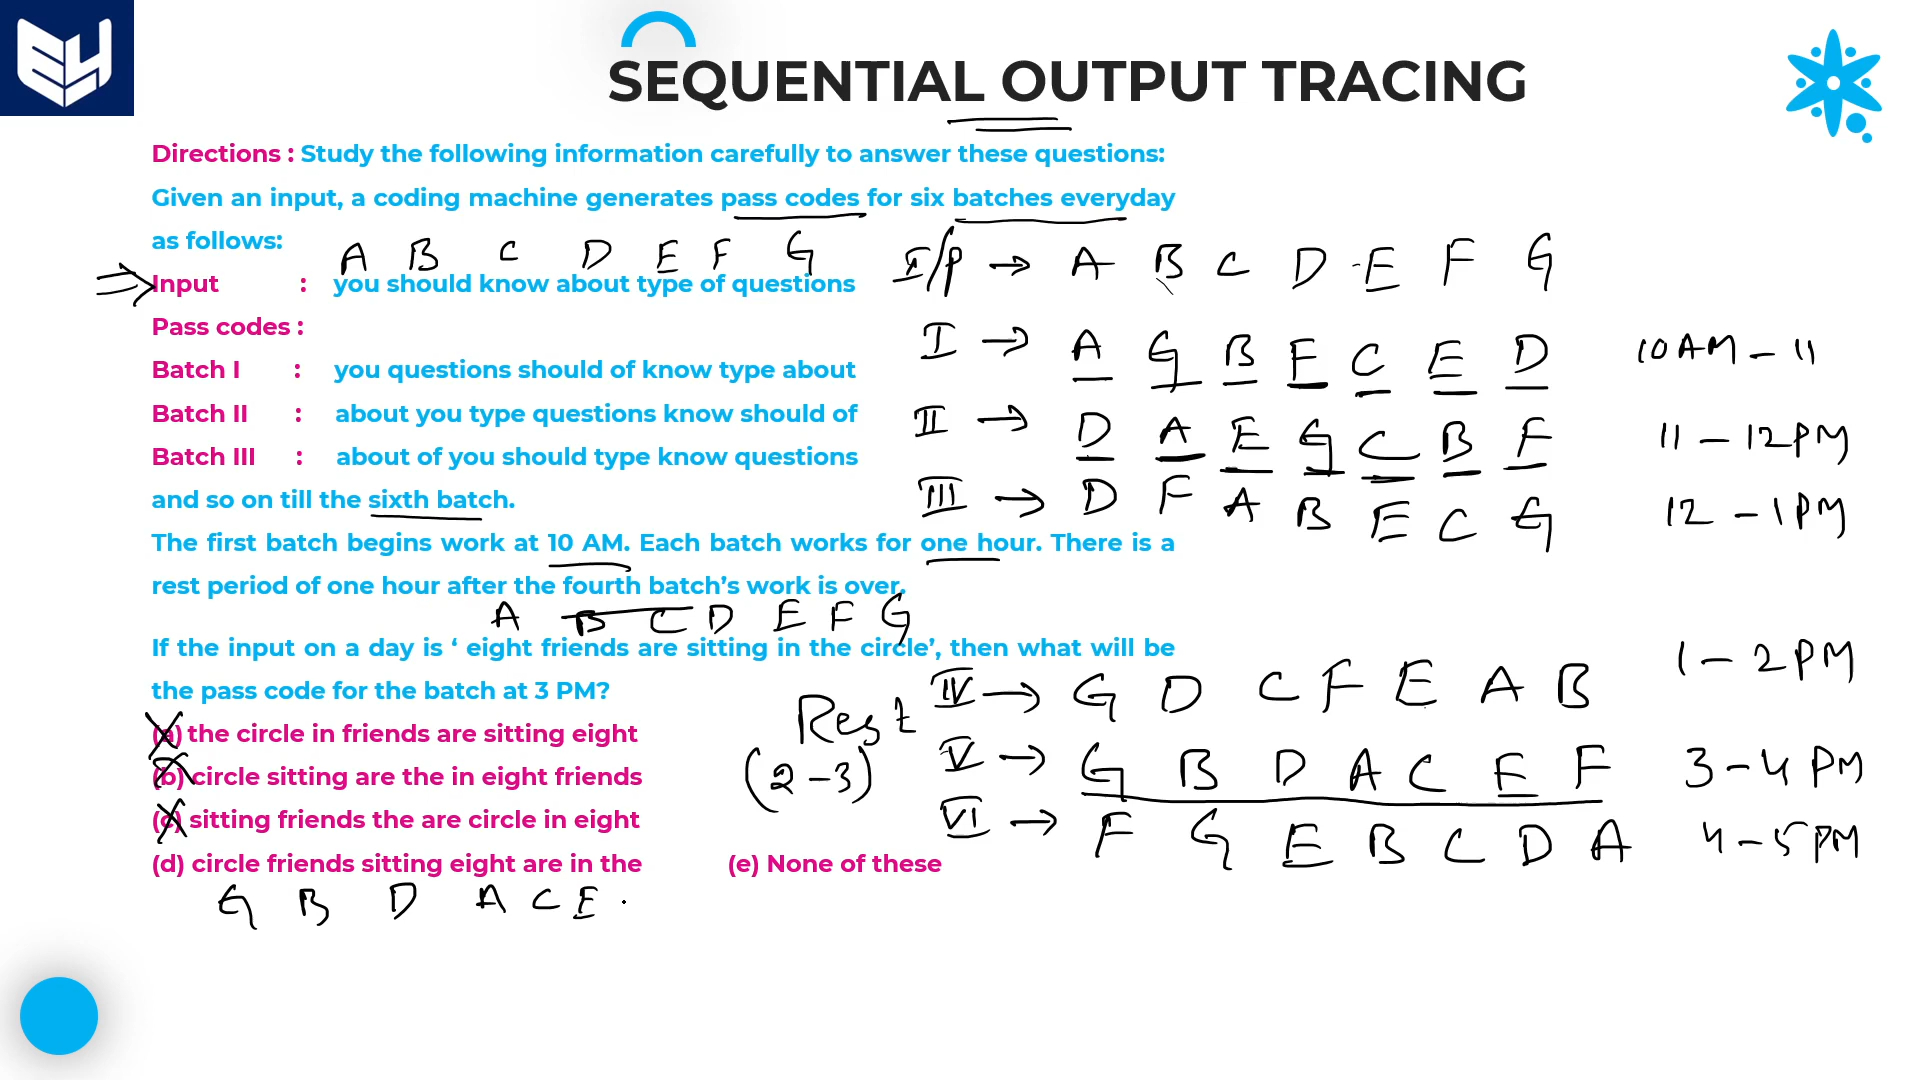 SEQUENTIAL OUTPUT TRACING
Directions : Study the following information carefully to answer these questions:
Given an input, a coding machine generates pass codes for six batches everyday
as follows:
A B C D E F G
Input : you should know about type of questions
I/p → A B C D E F G
Pass codes :
I → A G B F C E D 10 AM - 11
Batch I : you questions should of know type about
Batch II : about you type questions know should of
II → D A E G C B F 11 - 12 PM
Batch III : about of you should type know questions
III → D F A B E C G 12 - 1 PM
and so on till the sixth batch.
The first batch begins work at 10 AM. Each batch works for one hour. There is a
rest period of one hour after the fourth batch's work is over.
A B C D E F G
If the input on a day is ‘ eight friends are sitting in the circle’, then what will be
the pass code for the batch at 3 PM?
IV → G D C F E A B 1 - 2 PM
(a) the circle in friends are sitting eight
Rest
(2 - 3)
V → G B D A C E F 3 - 4 PM
(b) circle sitting are the in eight friends
(c) sitting friends the are circle in eight
VI → F G E B C D A 4 - 5 PM
(d) circle friends sitting eight are in the (e) None of these
G B D A C E .